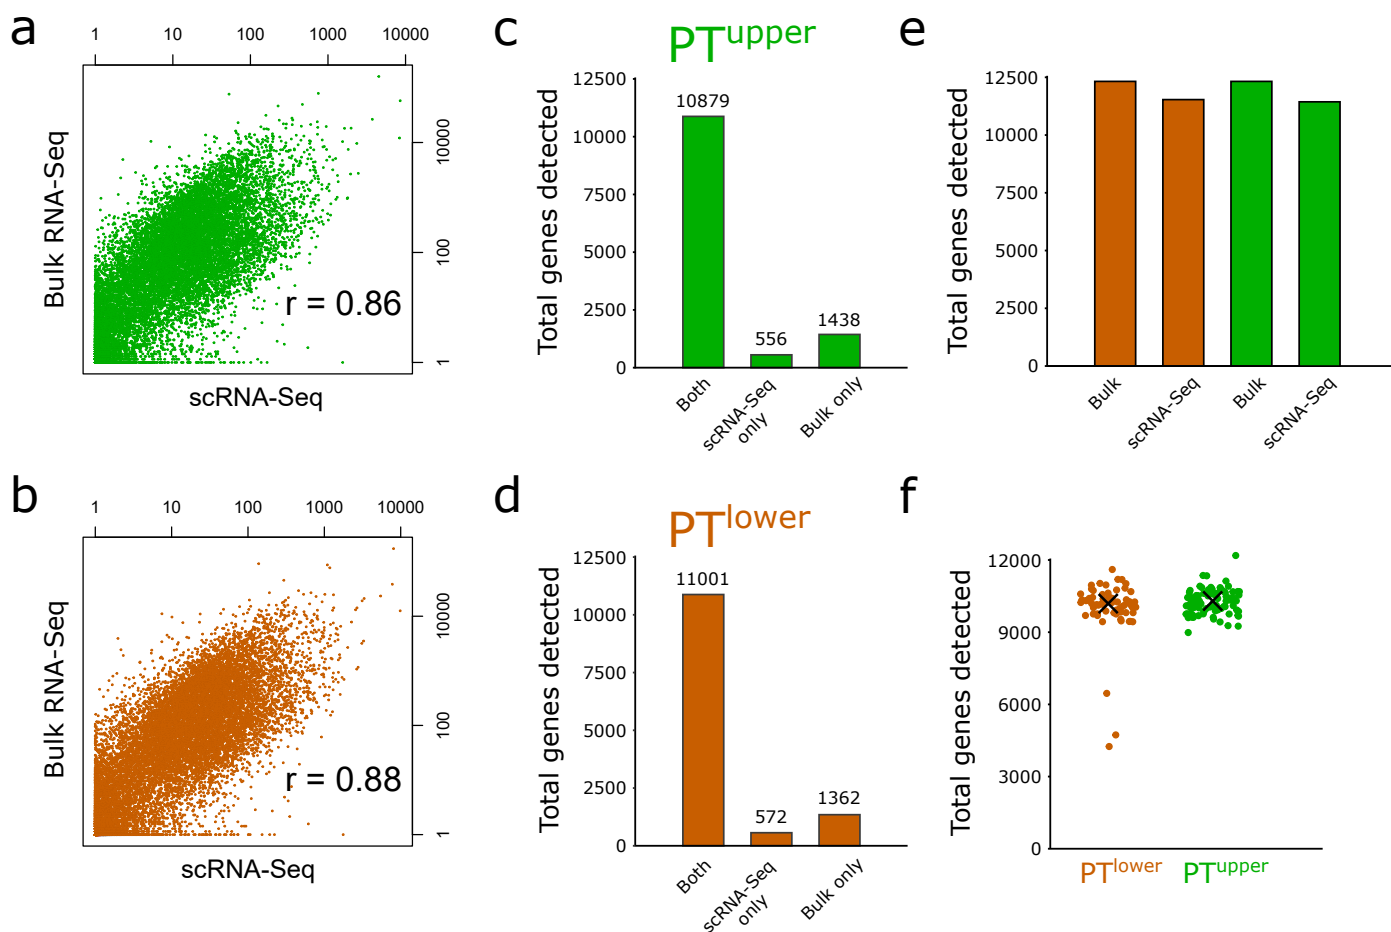 a
1 10 100 1000 10000
Bulk RNA-Seq
10000
100
1
r = 0.86
scRNA-Seq
b
1 10 100 1000 10000
Bulk RNA-Seq
10000
100
1
r = 0.88
scRNA-Seq
c
PTupper
Total genes detected
12500
10000
7500
5000
2500
0
10879
556
1438
Both
scRNA-Seq
only
Bulk only
d
PTlower
Total genes detected
12500
10000
7500
5000
2500
0
11001
572
1362
Both
scRNA-Seq
only
Bulk only
e
Total genes detected
12500
10000
7500
5000
2500
0
Bulk
scRNA-Seq
Bulk
scRNA-Seq
f
Total genes detected
12000
9000
6000
3000
0
PTlower PTupper